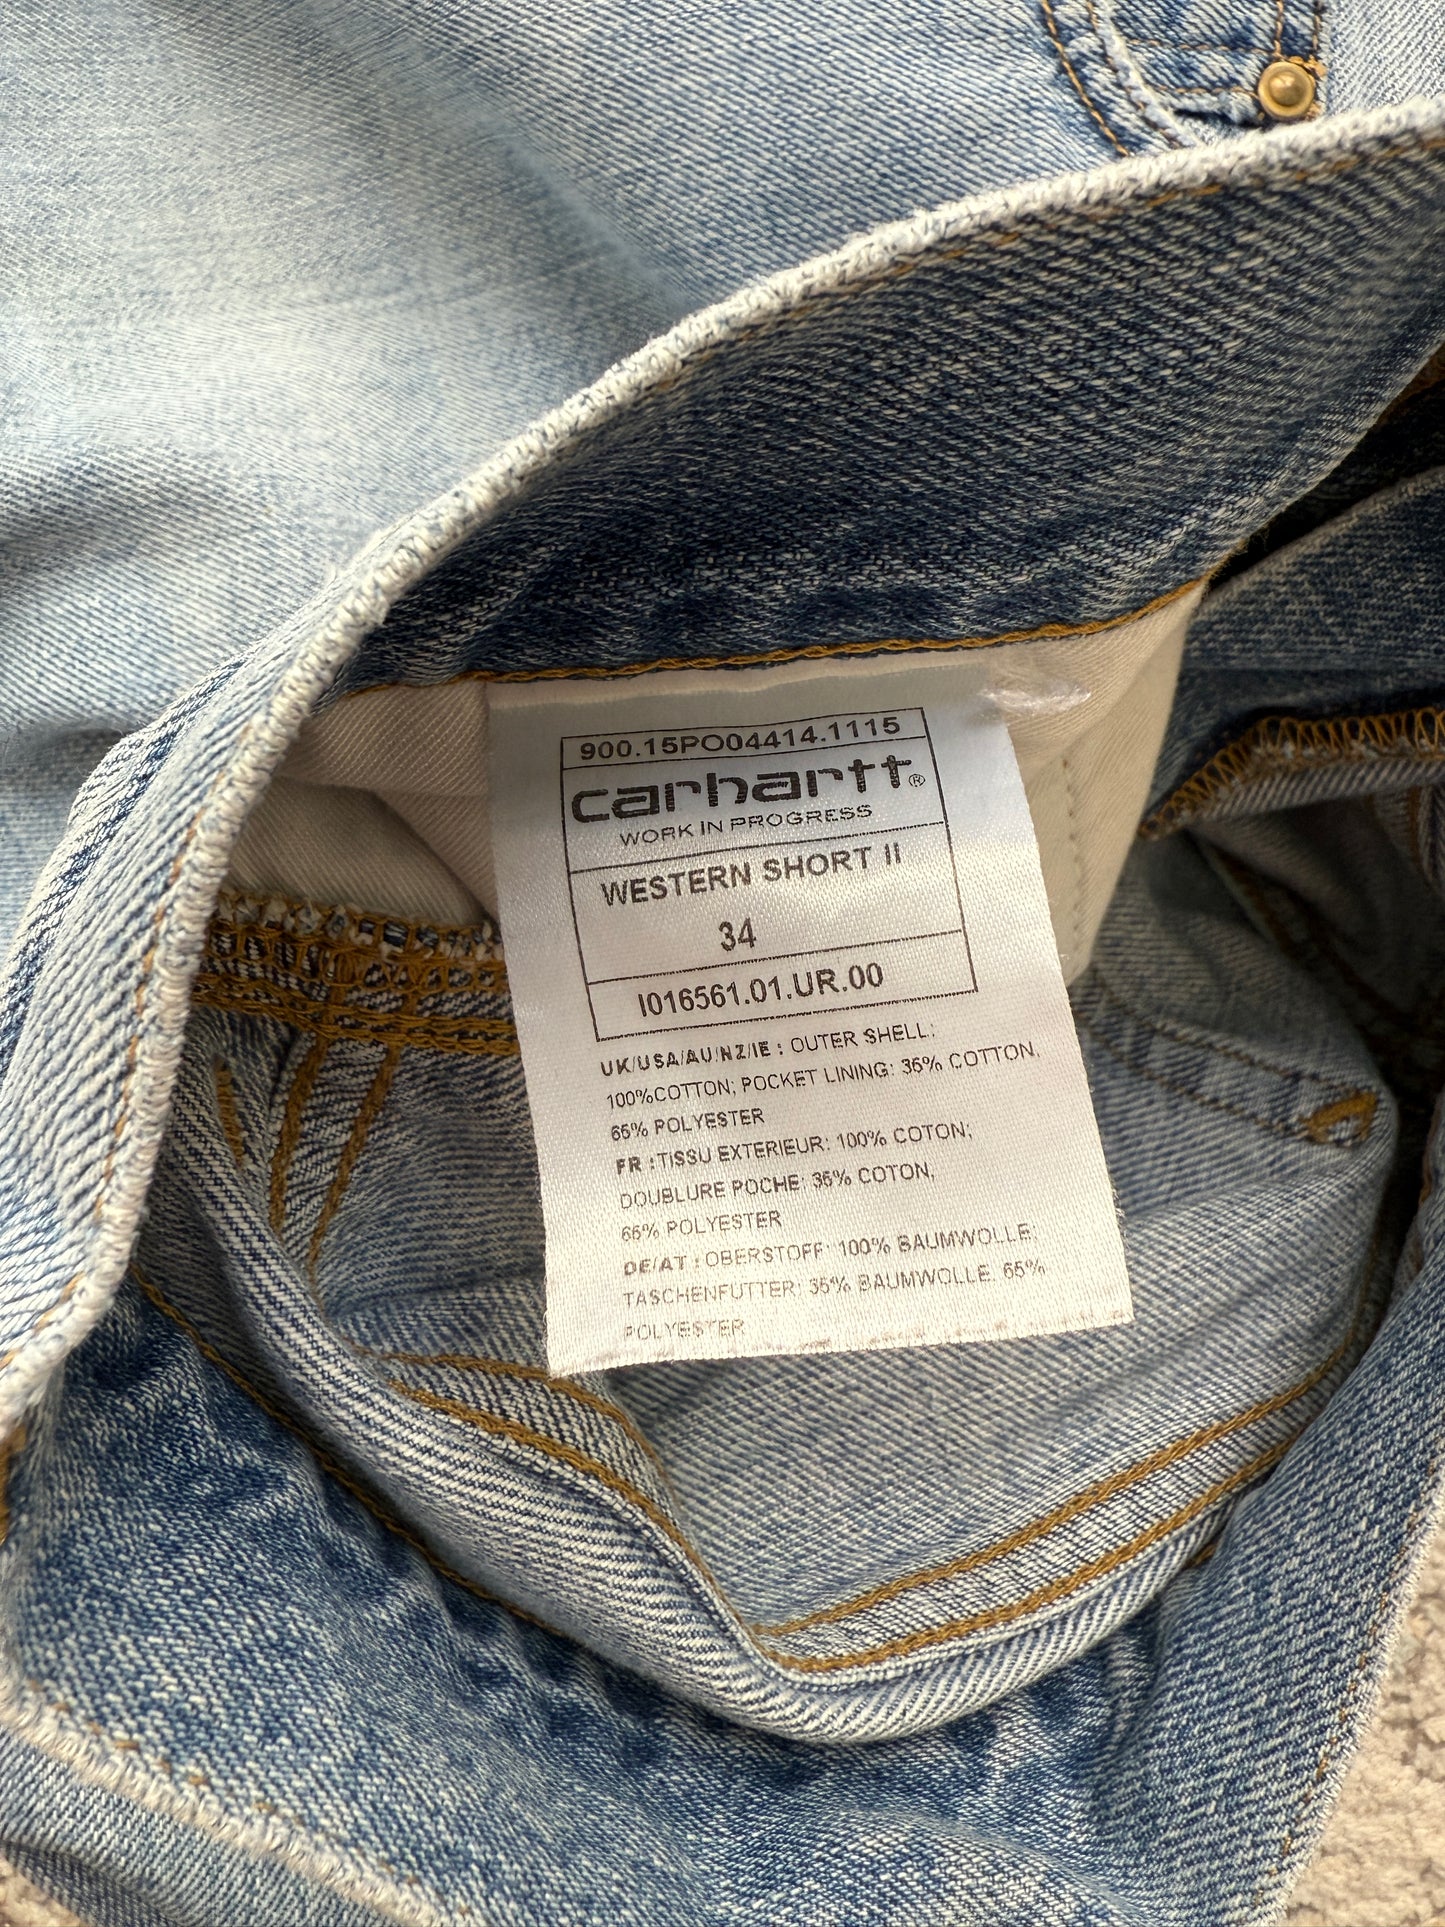 900.15PO04414.1115
carhartt®
WORK IN PROGRESS
WESTERN SHORT II
34
I016561.01.UR.00
UK/USA/AU/NZ/IE : OUTER SHELL:
100%COTTON; POCKET LINING: 35% COTTON,
65% POLYESTER
FR : TISSU EXTERIEUR: 100% COTON;
DOUBLURE POCHE: 35% COTON,
65% POLYESTER
DE/AT : OBERSTOFF: 100% BAUMWOLLE;
TASCHENFUTTER: 35% BAUMWOLLE, 65%
POLYESTER